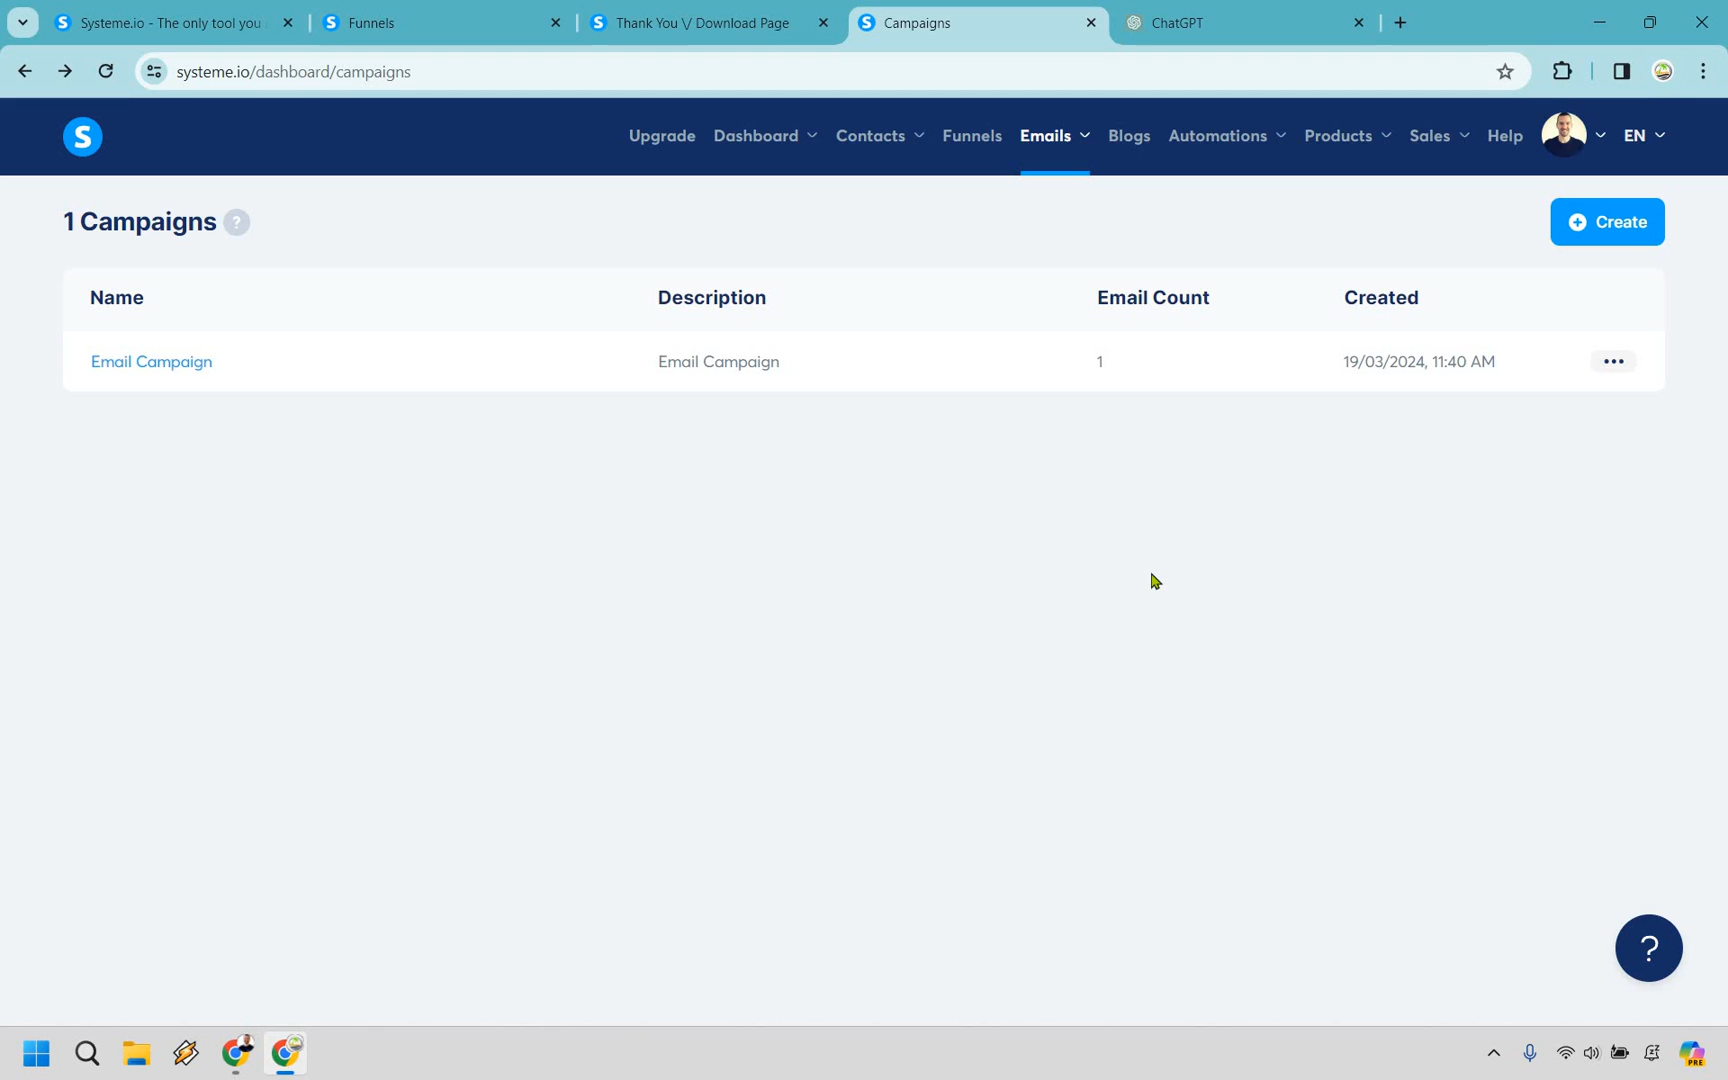 Systeme.io - The only tool you
Funnels
Thank You \/ Download Page
Campaigns
ChatGPT
systeme.io/dashboard/campaigns
S
Upgrade
Dashboard
Contacts
Funnels
Emails
Blogs
Automations
Products
Sales
Help
EN
1 Campaigns ?
Create
Name
Description
Email Count
Created
Email Campaign
Email Campaign
1
19/03/2024, 11:40 AM
?
PRE